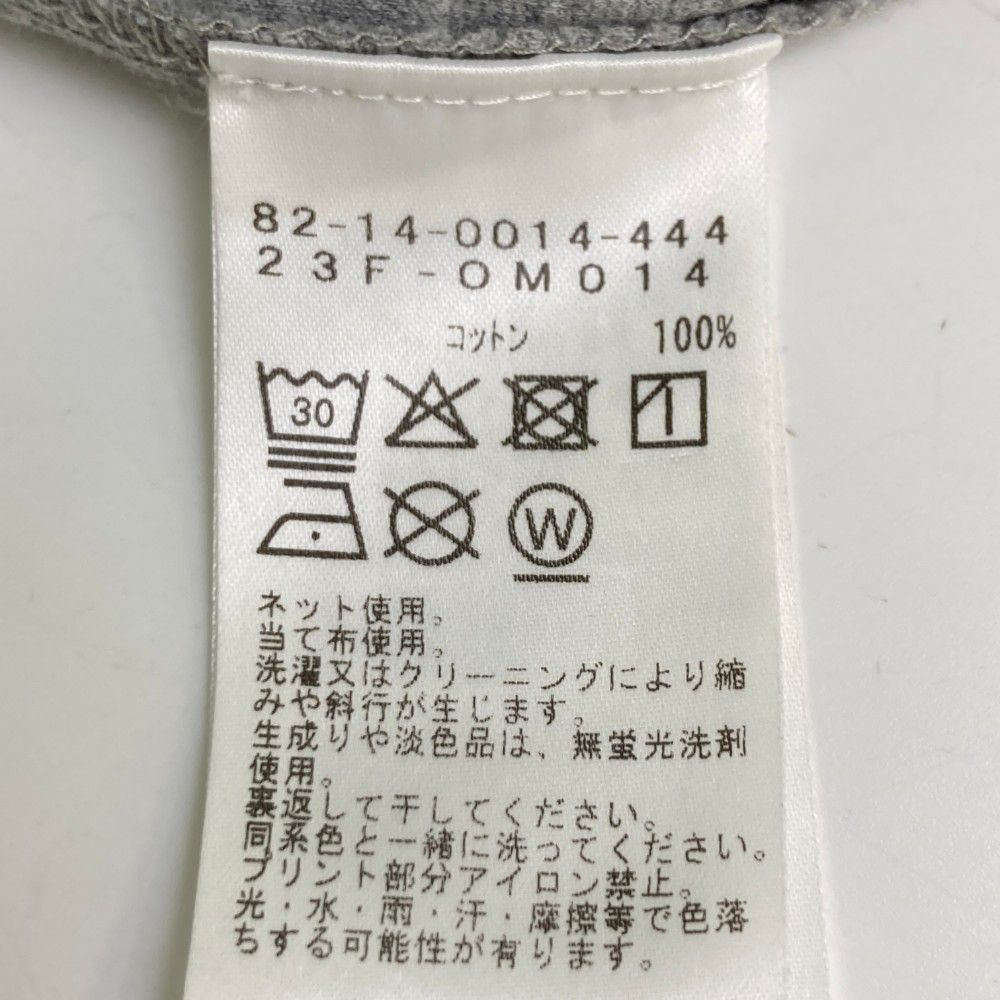 82-14-0014-444
23F-OM014
コットン 100%
30
W
ネット使用。
当て布使用。
洗濯又はクリーニングにより縮
みや斜行が生じます。
生成りや淡色品は、無蛍光洗剤
使用。
裏返して干してください。
同系色と一緒に洗ってください。
プリント部分アイロン禁止。
光・水・雨・汗・摩擦等で色落
ちする可能性が有ります。